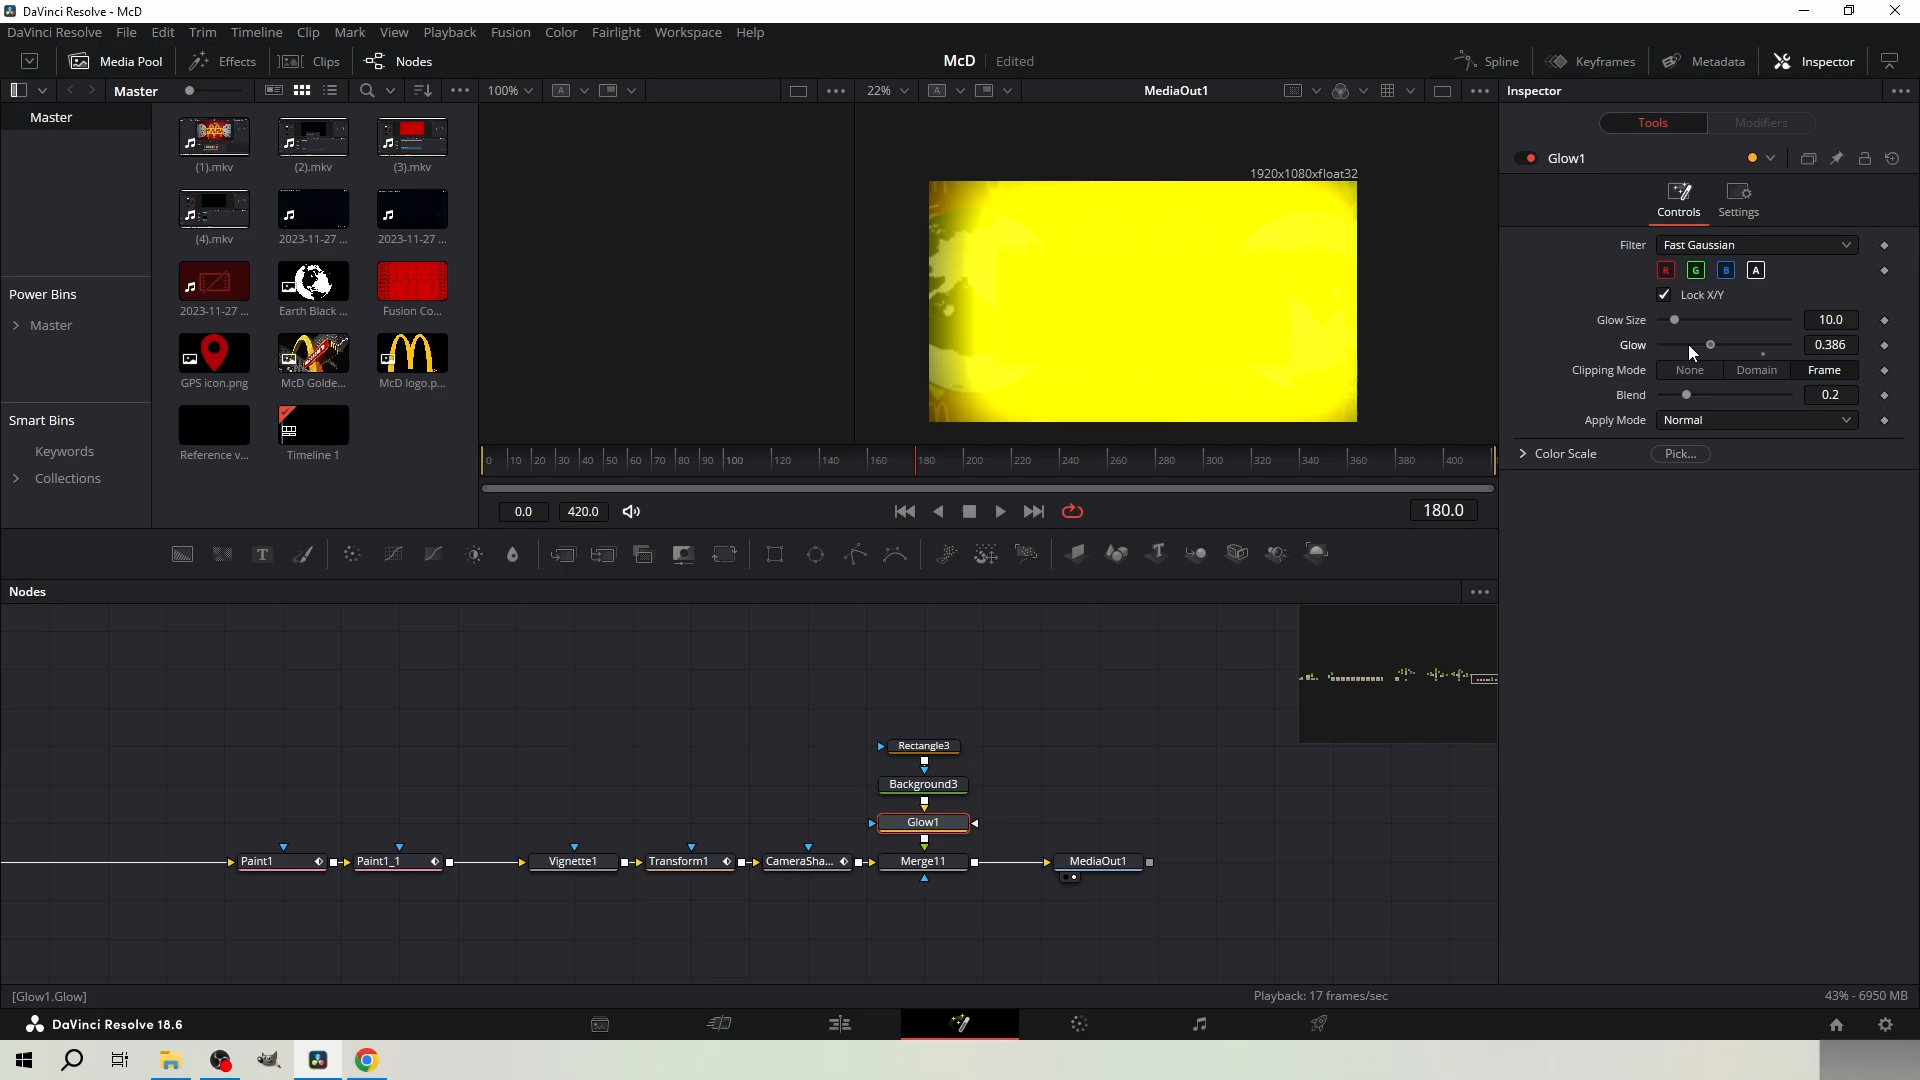 DaVinci Resolve - McD
DaVinci Resolve File Edit Trim Timeline Clip Mark View Playback Fusion Color Fairlight Workspace Help
Media Pool Effects Clips Nodes McD Edited Spline Keyframes Metadata Inspector
Master 100% 22% MediaOut1 Inspector
Master
Tools Modifiers
(1).mkv (2).mkv (3).mkv
Glow1
1920x1080xfloat32
Controls Settings
(4).mkv 2023-11-27 ... 2023-11-27 ...
Filter Fast Gaussian
R G B A
Power Bins
Lock X/Y
2023-11-27 ... Earth Black ... Fusion Co...
Master
Glow Size 10.0
Glow 0.386
Clipping Mode None Domain Frame
GPS icon.png McD Golde... McD logo.p...
Blend 0.2
Smart Bins
Apply Mode Normal
Keywords
Reference v... Timeline 1
Color Scale Pick...
0 10 20 30 40 50 60 70 80 90 100 120 140 160 180 200 220 240 260 280 300 320 340 360 380 400
Collections
0.0 420.0 180.0
T T
Nodes
Rectangle3
Background3
Glow1
Paint1 Paint1_1 Vignette1 Transform1 CameraSha... Merge11 MediaOut1
[Glow1.Glow] Playback: 17 frames/sec 43% - 6950 MB
DaVinci Resolve 18.6